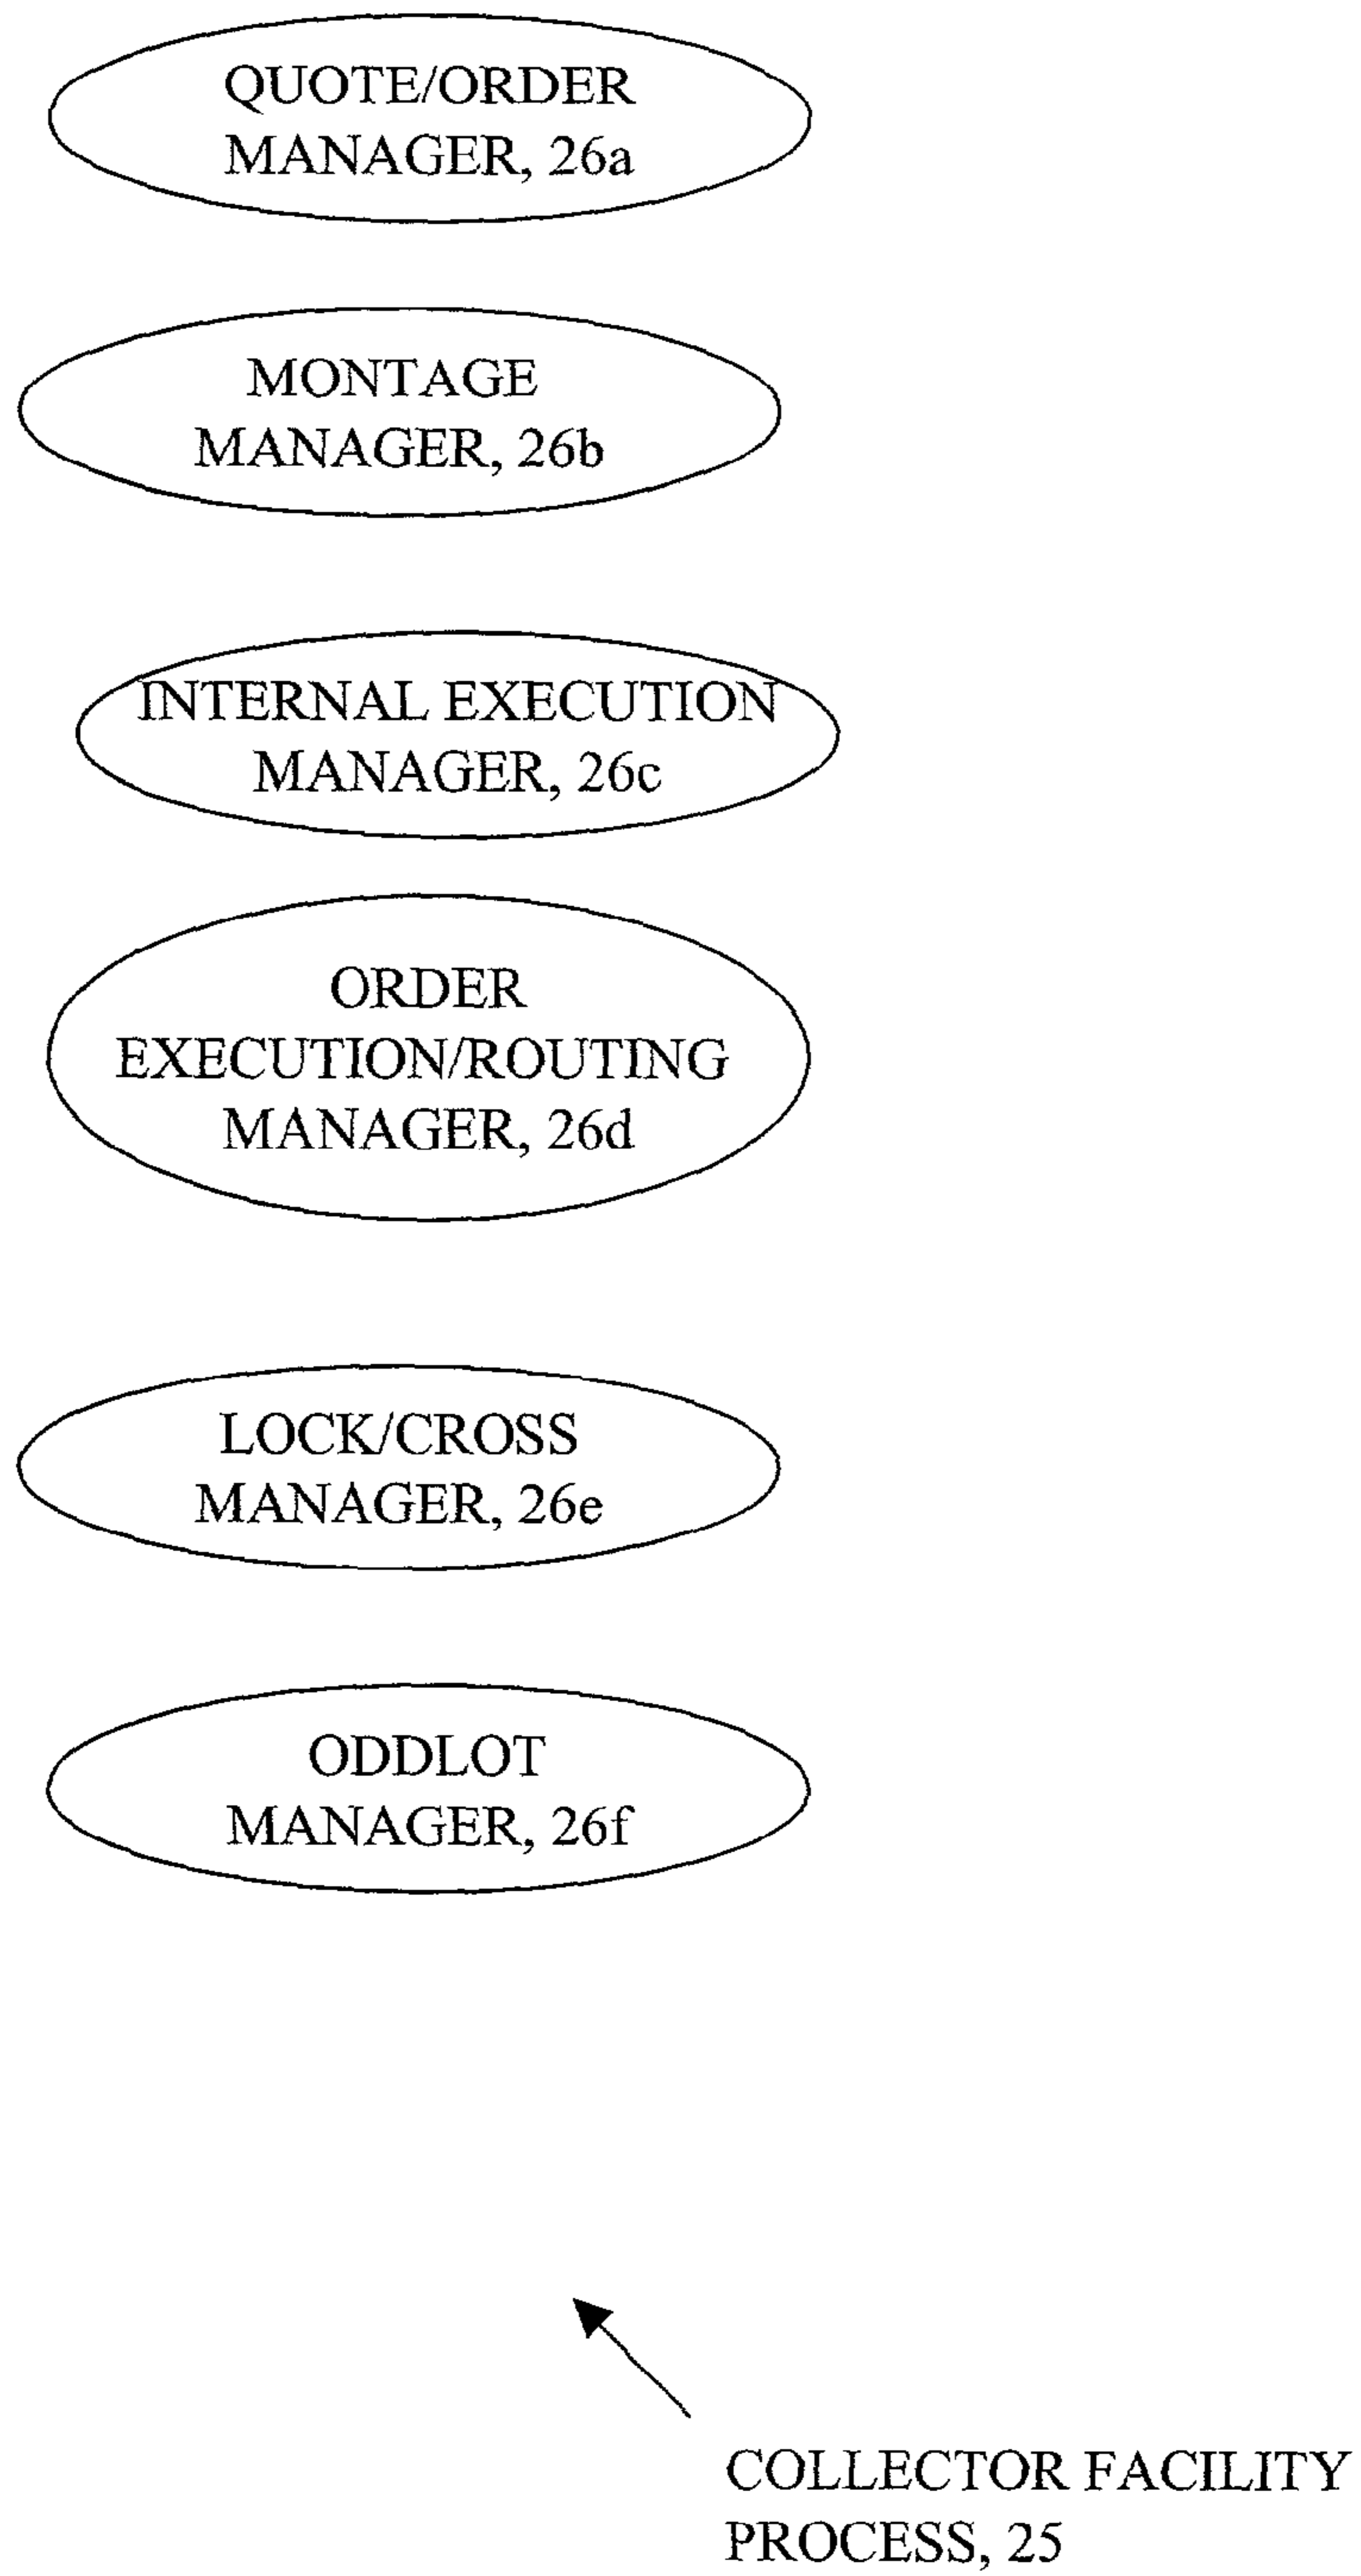 QUOTE/ORDER
MANAGER, 26a
MONTAGE
MANAGER, 26b
INTERNAL EXECUTION
MANAGER, 26c
ORDER
EXECUTION/ROUTING
MANAGER, 26d
LOCK/CROSS
MANAGER, 26e
ODDLOT
MANAGER, 26f
COLLECTOR FACILITY
PROCESS, 25